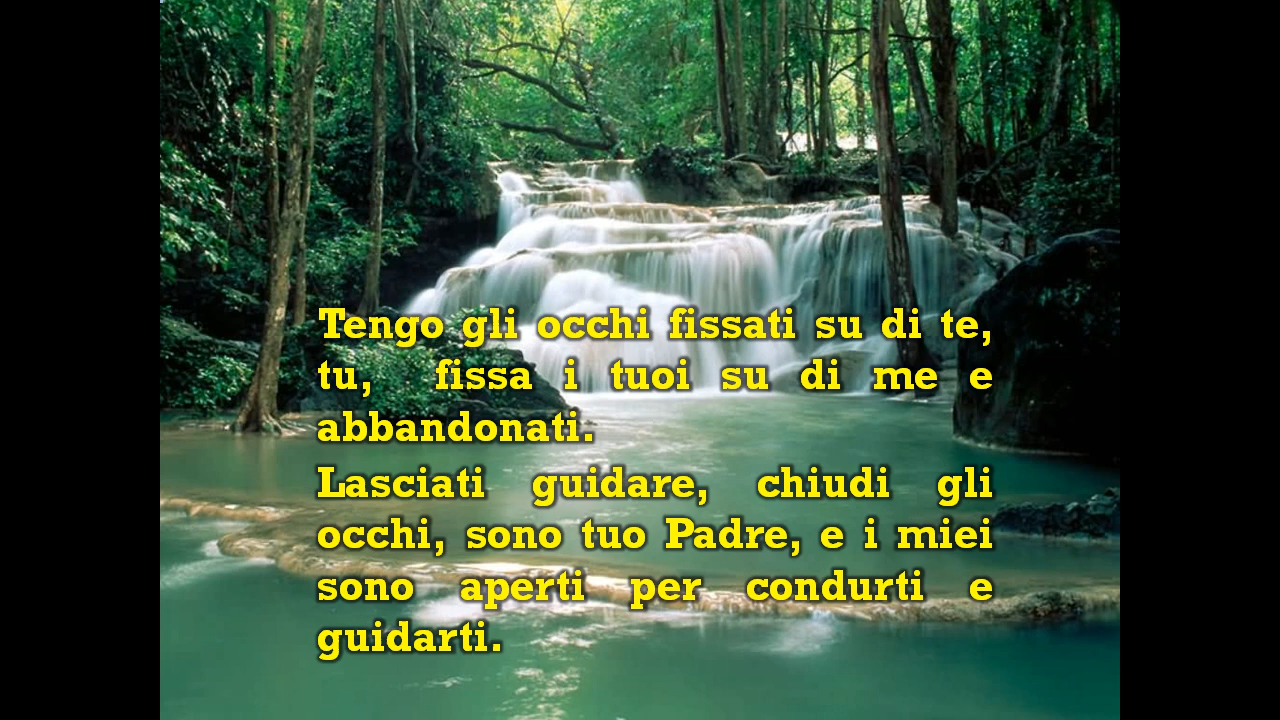 Tengo gli occhi fissati su di te,
tu, fissa i tuoi su di me e
abbandonati.
Lasciati guidare, chiudi gli
occhi, sono tuo Padre, e i miei
sono aperti per condurti e
guidarti.